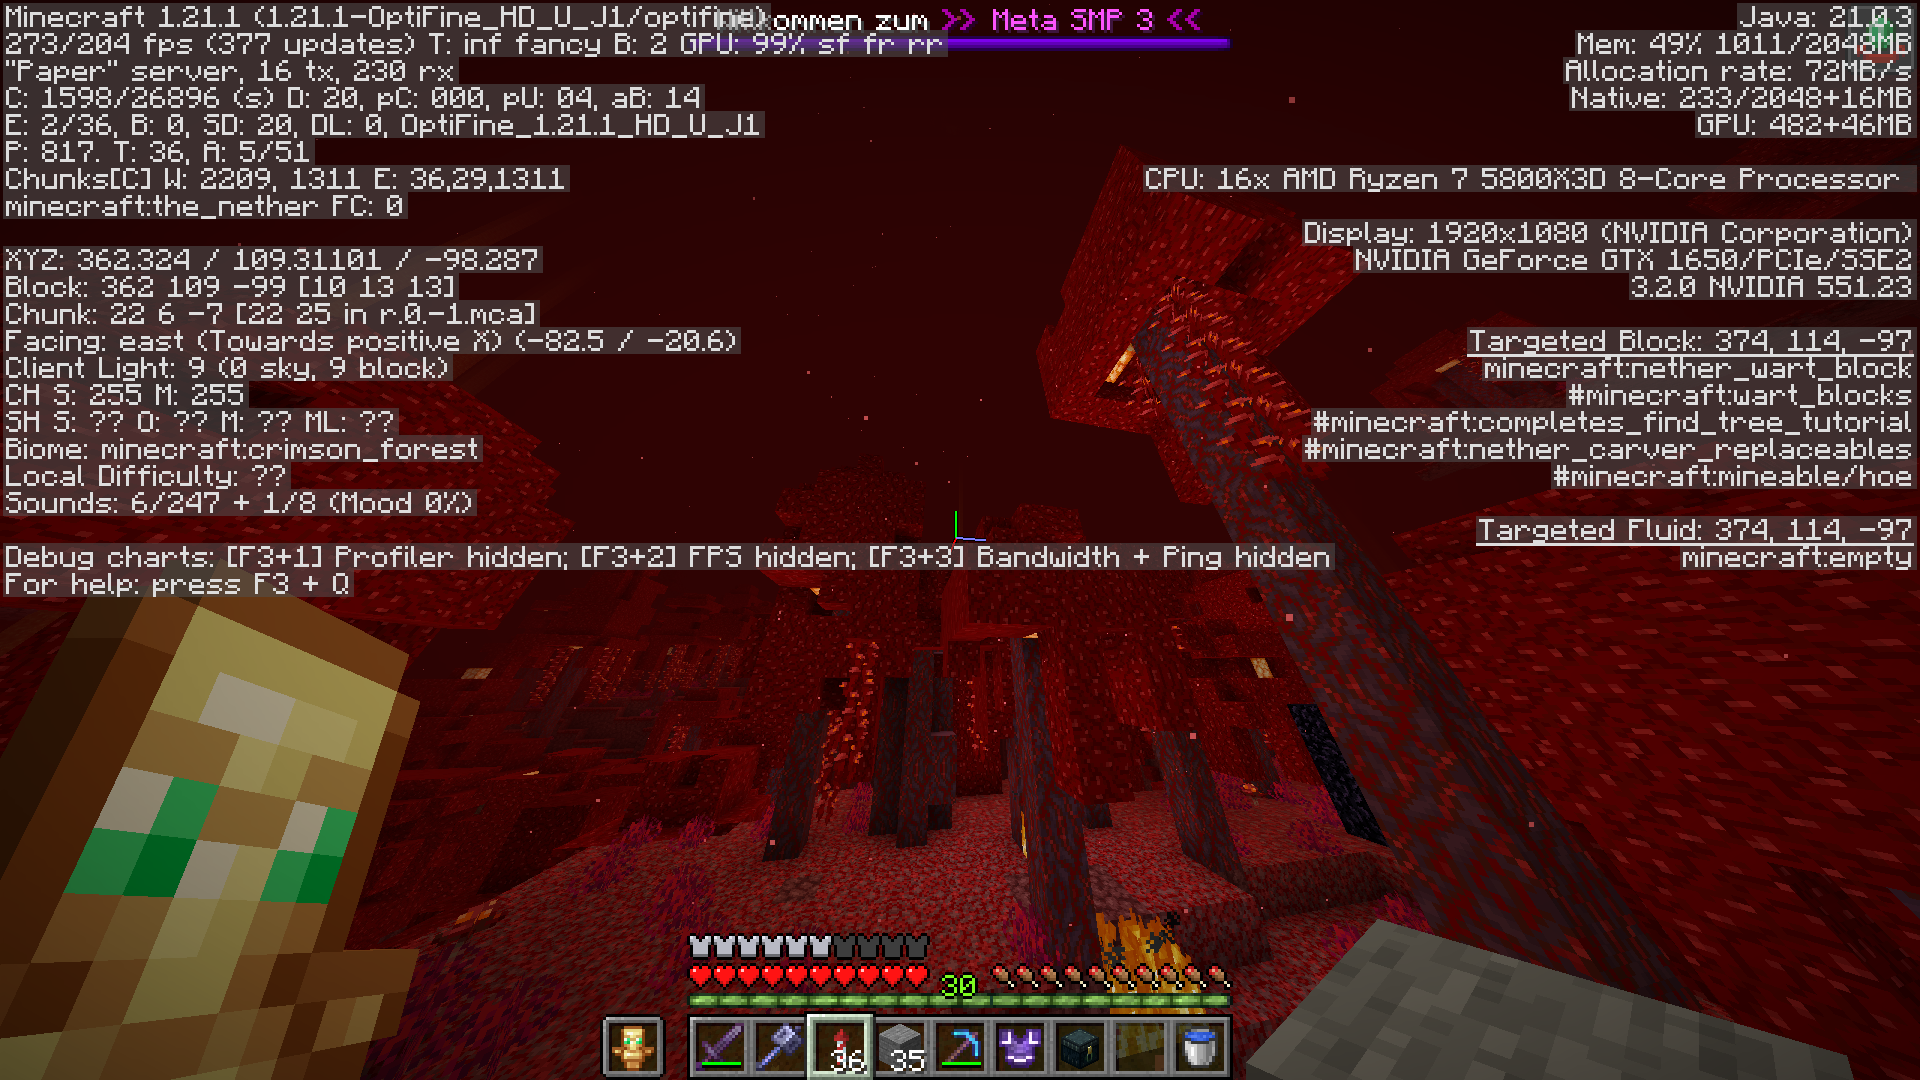 Minecraft 1.21.1 (1.21.1-OptiFine_HD_U_J1/optifine)
kommen zum >> Meta SMP 3 <<
273/204 fps (377 updates) T: inf fancy B: 2 GPU: 99% sf fr rr
"Paper" server, 16 tx, 230 rx
C: 1598/26896 (s) D: 20, pC: 000, pU: 04, aB: 14
E: 2/36, B: 0, SD: 20, DL: 0, OptiFine_1.21.1_HD_U_J1
P: 817. T: 36, A: 5/51
Chunks[C] W: 2209, 1311 E: 36,29,1311
minecraft:the_nether FC: 0
XYZ: 362.324 / 109.31101 / -98.287
Block: 362 109 -99 [10 13 13]
Chunk: 22 6 -7 [22 25 in r.0.-1.mca]
Facing: east (Towards positive X) (-82.5 / -20.6)
Client Light: 9 (0 sky, 9 block)
CH S: 255 M: 255
SH S: ?? O: ?? M: ?? ML: ??
Biome: minecraft:crimson_forest
Local Difficulty: ??
Sounds: 6/247 + 1/8 (Mood 0%)
Debug charts: [F3+1] Profiler hidden; [F3+2] FPS hidden; [F3+3] Bandwidth + Ping hidden
For help: press F3 + Q
Java: 21.0.3
Mem: 49% 1011/2048MB
Allocation rate: 72MB/s
Native: 233/2048+16MB
GPU: 482+46MB
CPU: 16x AMD Ryzen 7 5800X3D 8-Core Processor
Display: 1920x1080 (NVIDIA Corporation)
NVIDIA GeForce GTX 1650/PCIe/SSE2
3.2.0 NVIDIA 551.23
Targeted Block: 374, 114, -97
minecraft:nether_wart_block
#minecraft:wart_blocks
#minecraft:completes_find_tree_tutorial
#minecraft:nether_carver_replaceables
#minecraft:mineable/hoe
Targeted Fluid: 374, 114, -97
minecraft:empty
30
36
35